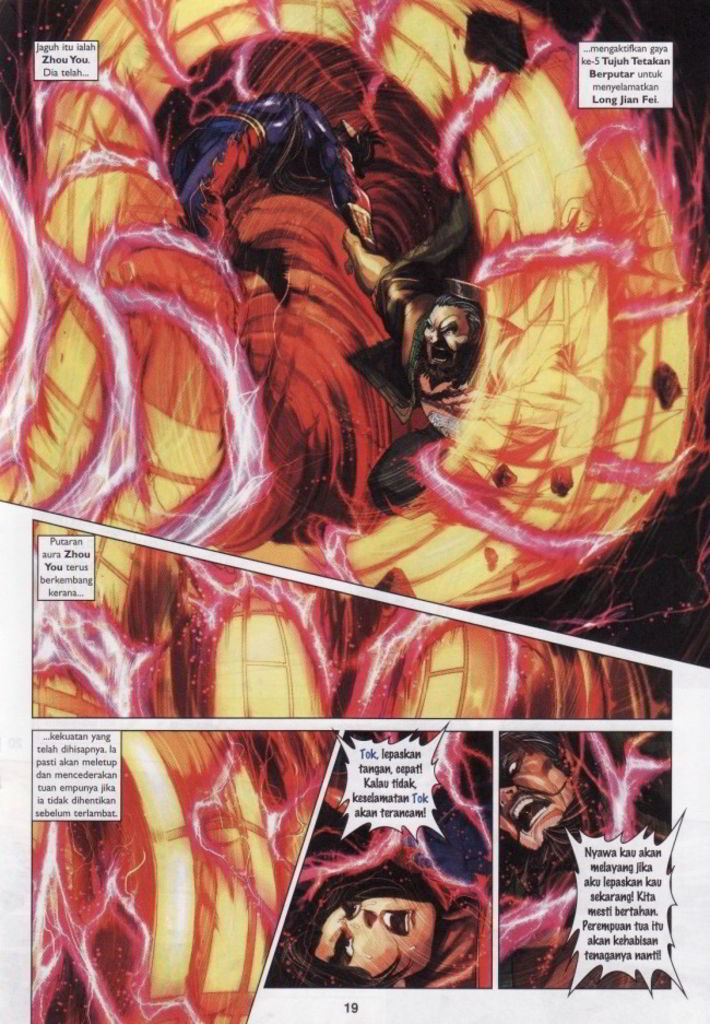 Jaguh itu ialah
Zhou You.
Dia telah...
...mengaktifkan gaya
ke-5 Tujuh Tetakan
Berputar untuk
menyelamatkan
Long Jian Fei.
Putaran
aura Zhou
You terus
berkembang
kerana...
...kekuatan yang
telah dihisapnya. Ia
pasti akan meletup
dan mencederakan
tuan empunya jika
ia tidak dihentikan
sebelum terlambat.
Tok, lepaskan
tangan, cepat!
Kalau tidak,
keselamatan Tok
akan terancam!
Nyawa kau akan
melayang jika
aku lepaskan kau
sekarang! Kita
mesti bertahan.
Perempuan tua itu
akan kehabisan
tenaganya nanti!
19